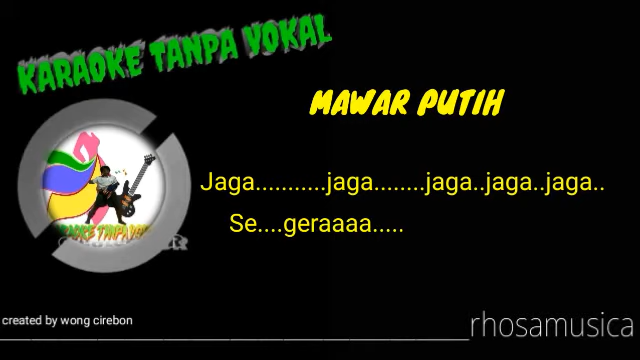 KARAOKE TANPA VOKAL
MAWAR PUTIH
Jaga...........jaga........jaga..jaga..jaga..
Se....geraaaa.....
created by wong cirebon
rhosamusica